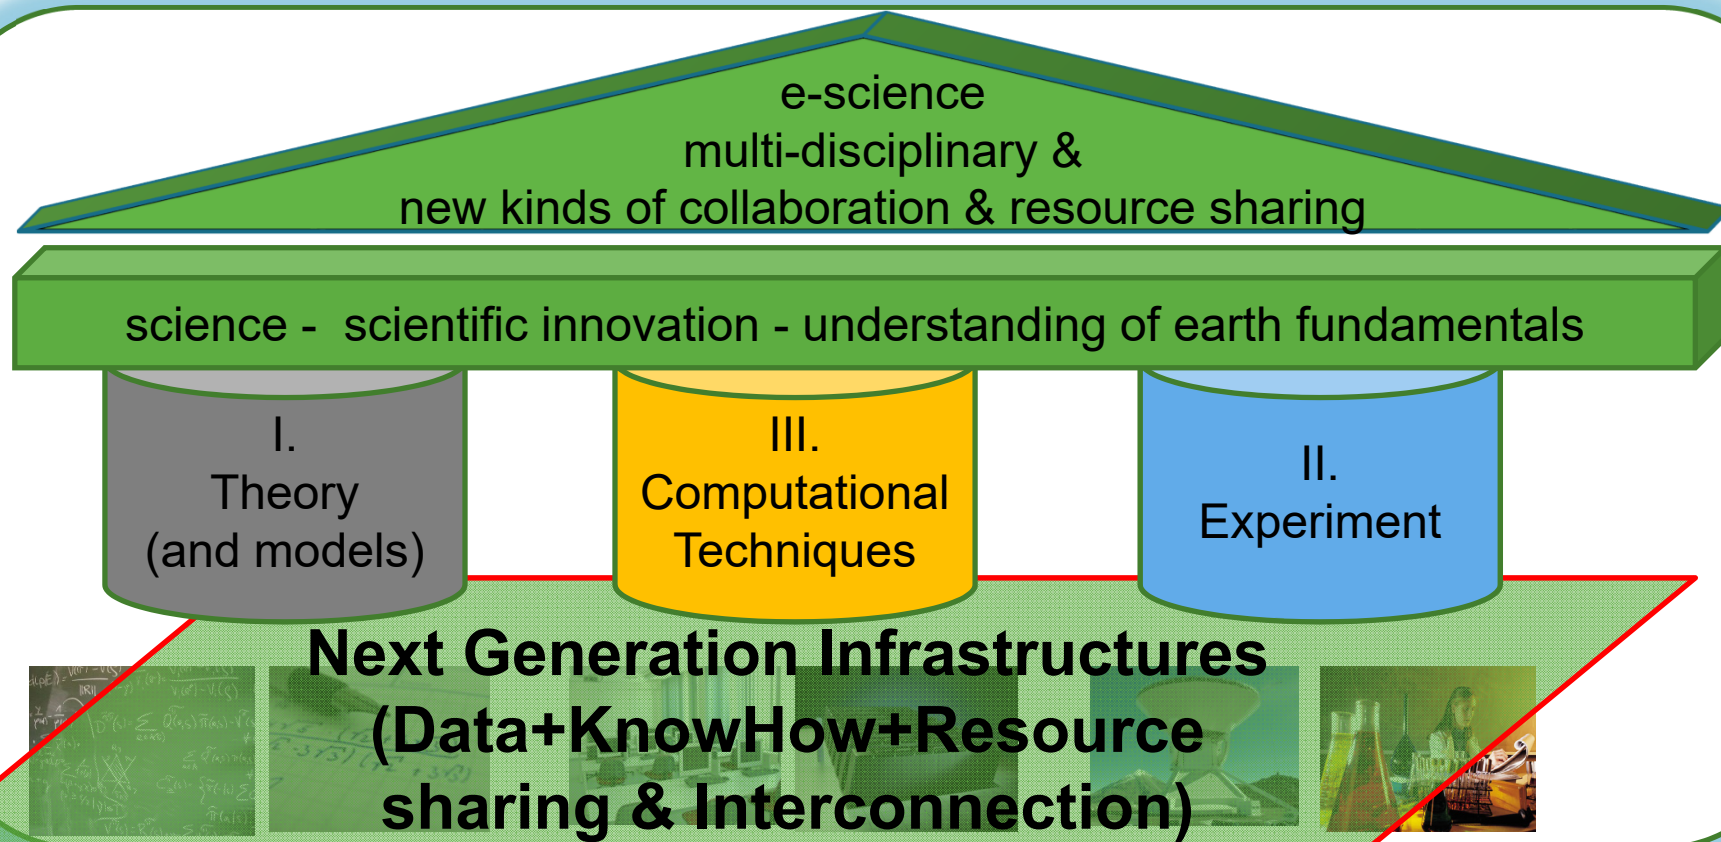 e-science
multi-disciplinary &
new kinds of collaboration & resource sharing
science -  scientific innovation - understanding of earth fundamentals
I.
Theory
(and models)
III.
Computational
Techniques
II.
Experiment
Next Generation Infrastructures
(Data+KnowHow+Resource
sharing & Interconnection)